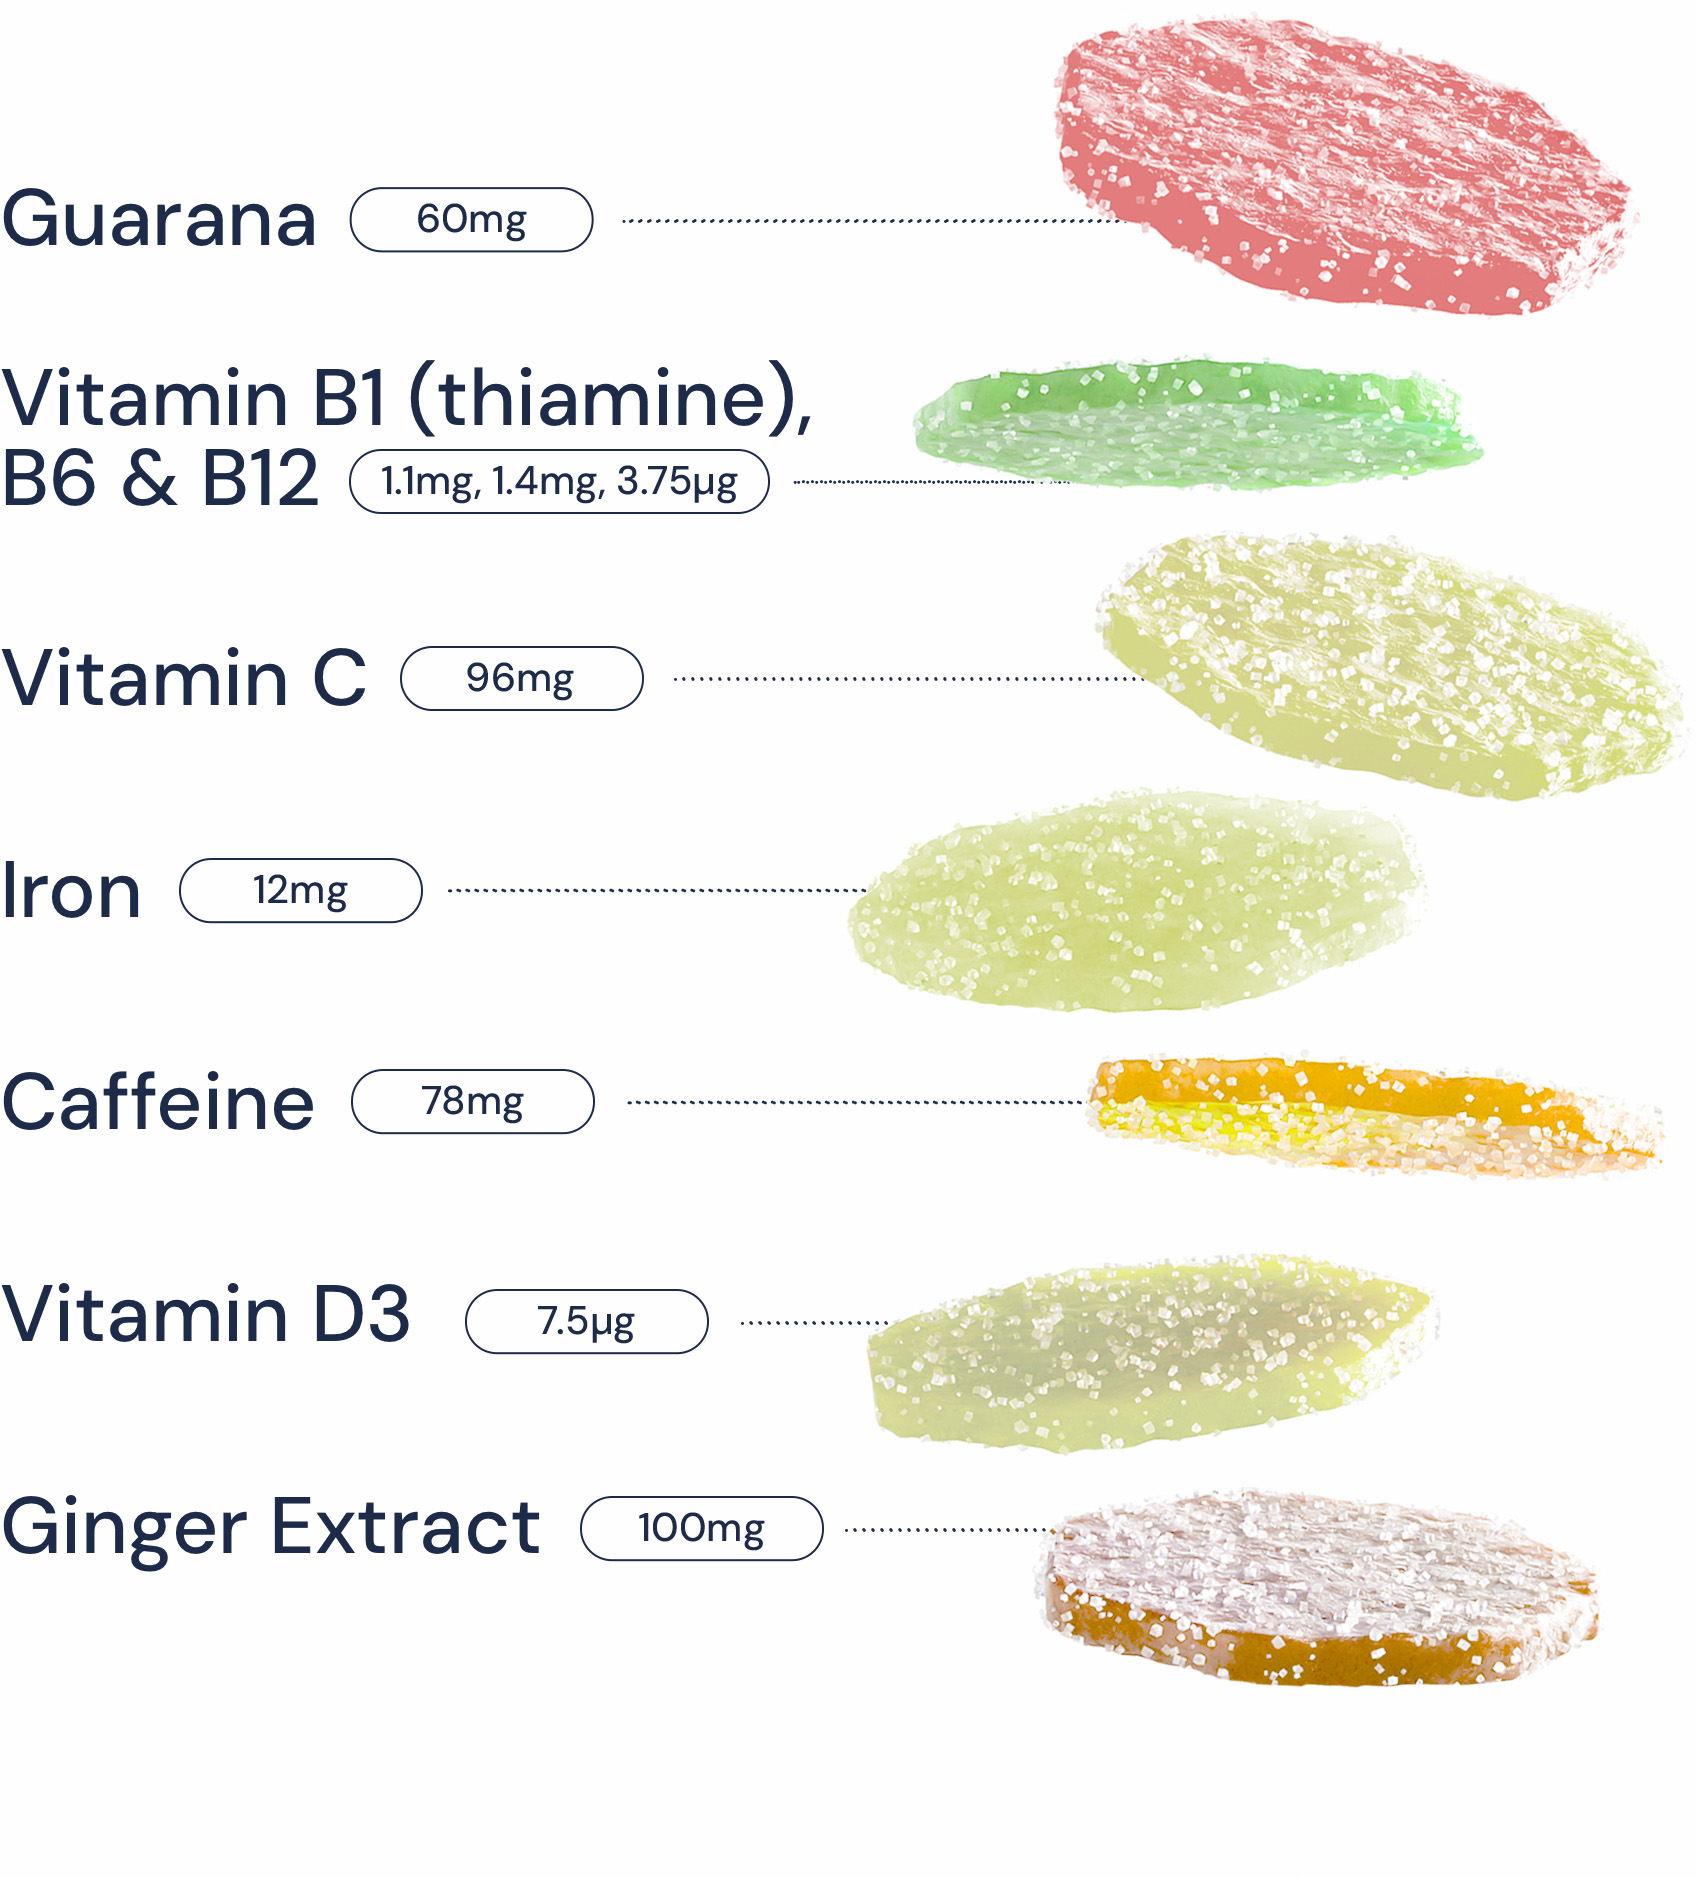 Guarana 60mg
Vitamin B1 (thiamine),
B6 & B12 1.1mg, 1.4mg, 3.75µg
Vitamin C 96mg
Iron 12mg
Caffeine 78mg
Vitamin D3 7.5µg
Ginger Extract 100mg